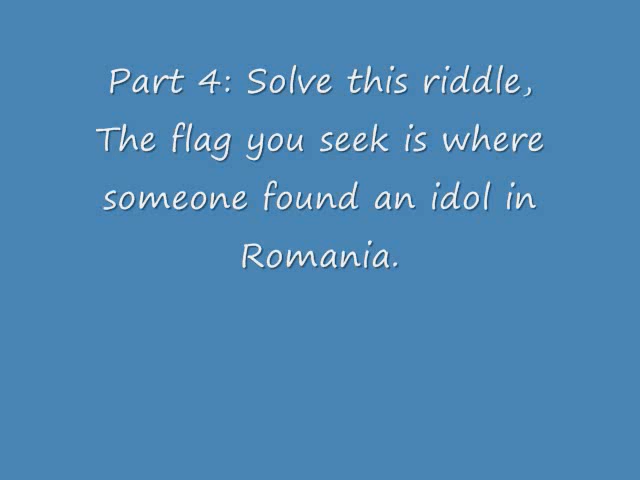 Part 4: Solve this riddle,
The flag you seek is where
someone found an idol in
Romania.